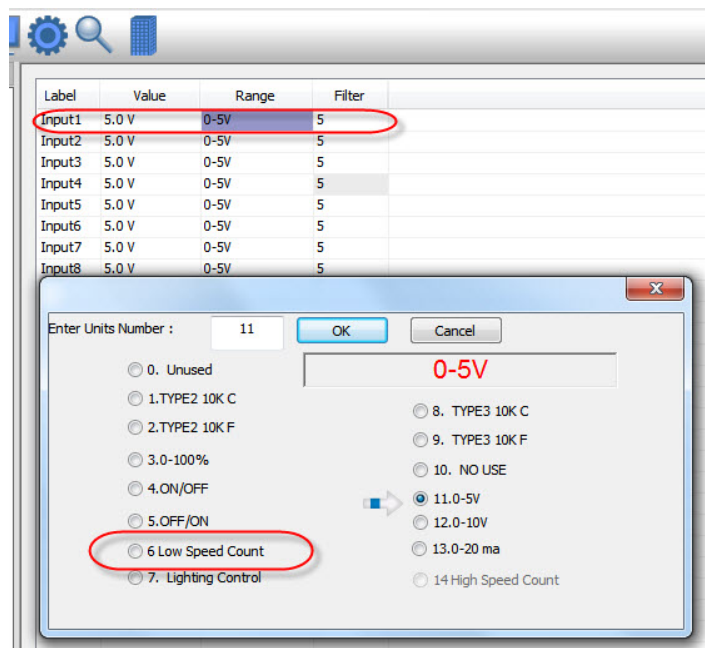 Label Value Range Filter
Input1 5.0 V 0-5V 5
Input2 5.0 V 0-5V 5
Input3 5.0 V 0-5V 5
Input4 5.0 V 0-5V 5
Input5 5.0 V 0-5V 5
Input6 5.0 V 0-5V 5
Input7 5.0 V 0-5V 5
Input8 5.0 V 0-5V 5
Enter Units Number : 11 OK Cancel
0-5V
0. Unused
1.TYPE2 10K C
2.TYPE2 10K F
3.0-100%
4.ON/OFF
5.OFF/ON
6 Low Speed Count
7. Lighting Control
8. TYPE3 10K C
9. TYPE3 10K F
10. NO USE
11.0-5V
12.0-10V
13.0-20 ma
14 High Speed Count